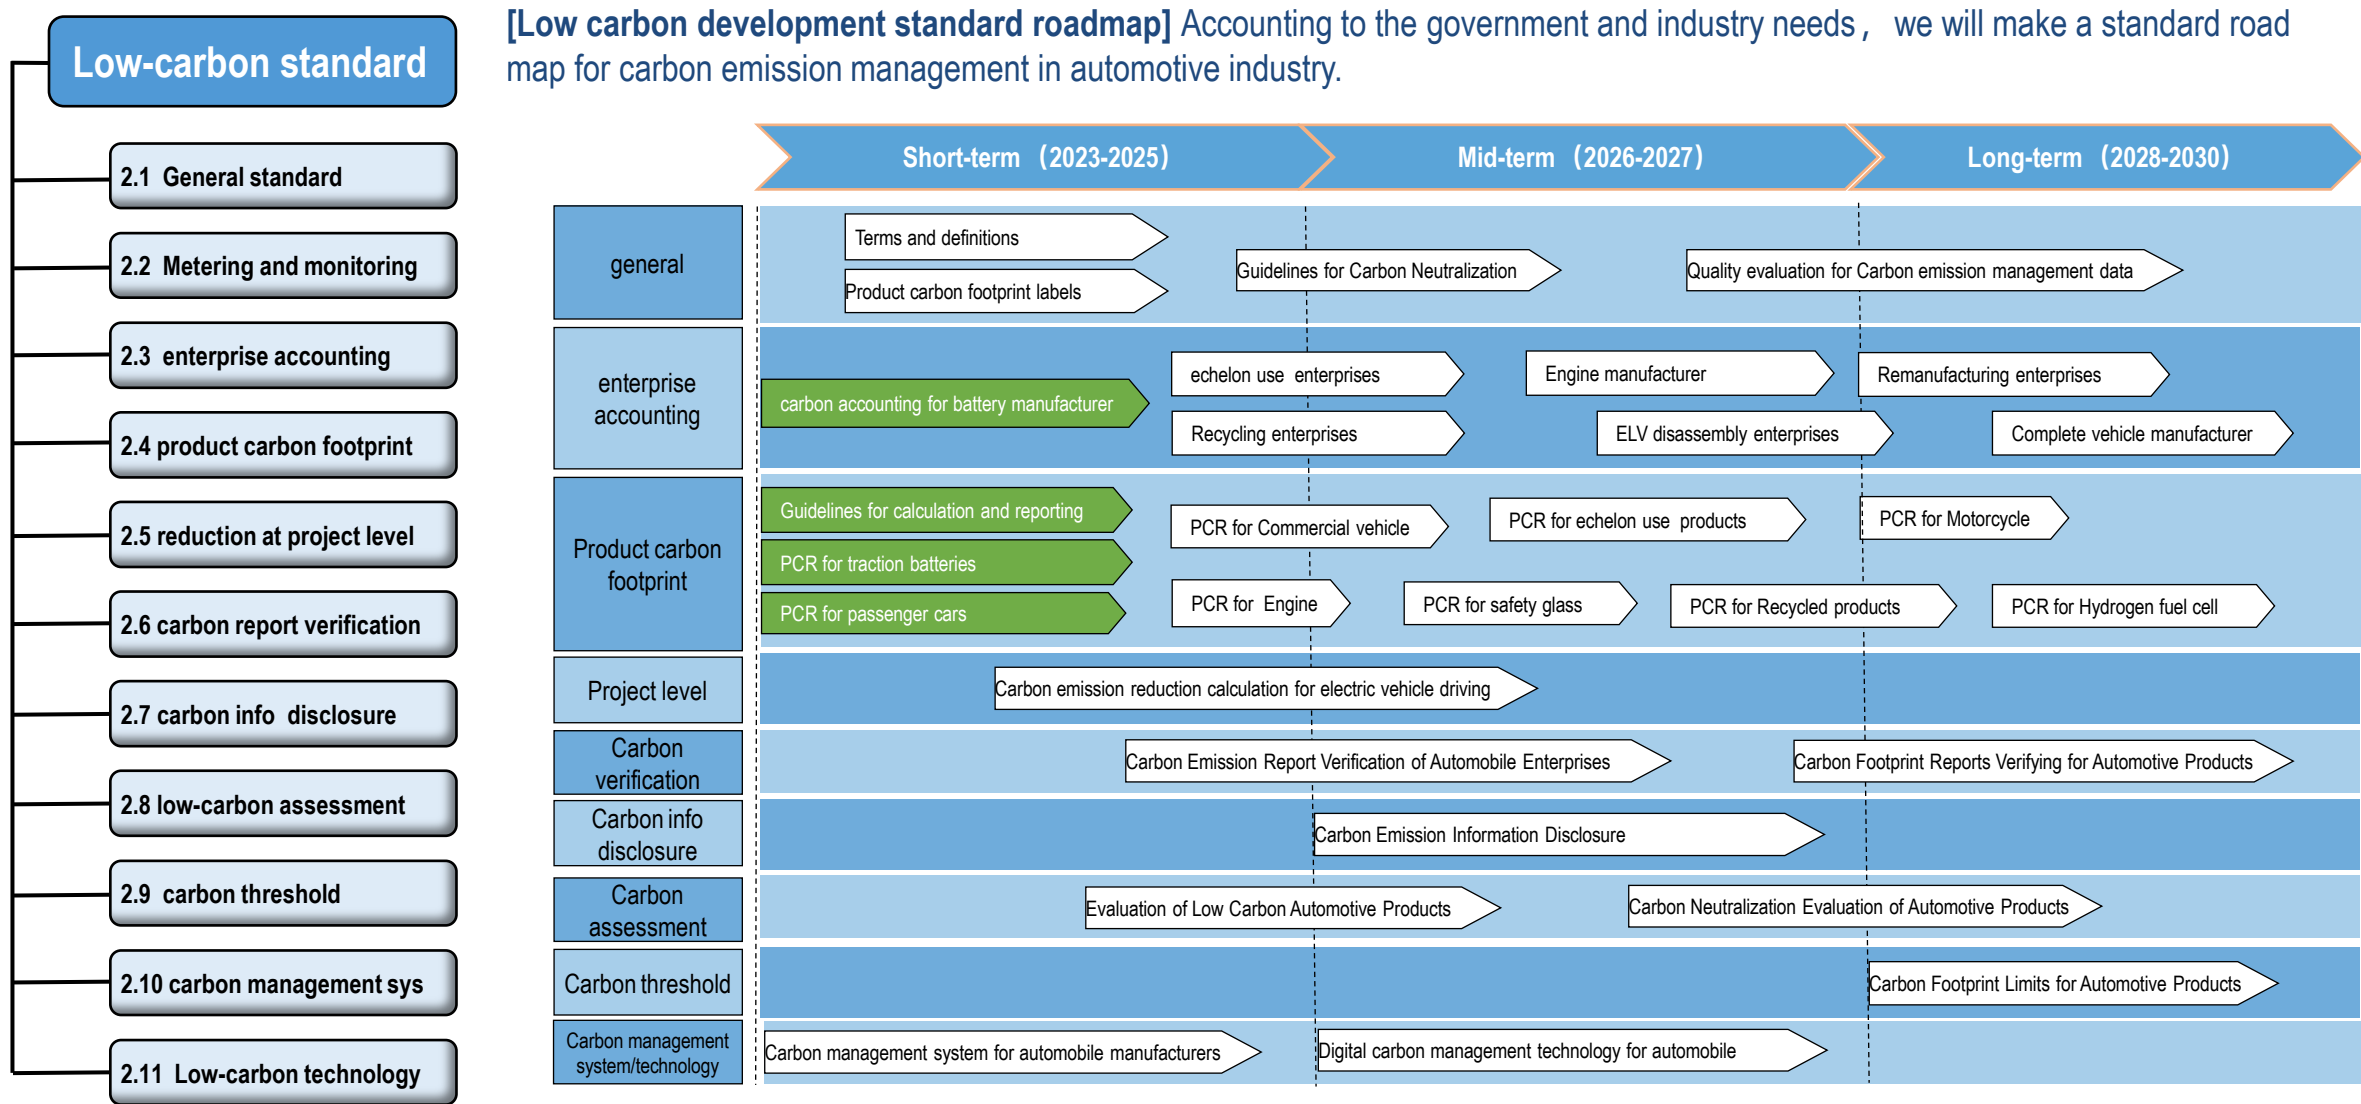 Low-carbon standard
2.1 General standard
2.2 Metering and monitoring
2.3 enterprise accounting
2.4 product carbon footprint
2.5 reduction at project level
2.6 carbon report verification
2.7 carbon info disclosure
2.8 low-carbon assessment
2.9 carbon threshold
2.10 carbon management sys
2.11 Low-carbon technology
[Low carbon development standard roadmap] Accounting to the government and industry needs， we will make a standard road
map for carbon emission management in automotive industry.
Short-term（2023-2025）
Mid-term（2026-2027）
Long-term（2028-2030）
general
Terms and definitions
Product carbon footprint labels
Guidelines for Carbon Neutralization
Quality evaluation for Carbon emission management data
enterprise
accounting
carbon accounting for battery manufacturer
echelon use enterprises
Recycling enterprises
Engine manufacturer
ELV disassembly enterprises
Remanufacturing enterprises
Complete vehicle manufacturer
Product carbon
footprint
Guidelines for calculation and reporting
PCR for traction batteries
PCR for passenger cars
PCR for Commercial vehicle
PCR for Engine
PCR for echelon use products
PCR for safety glass
PCR for Recycled products
PCR for Motorcycle
PCR for Hydrogen fuel cell
Project level
Carbon emission reduction calculation for electric vehicle driving
Carbon
verification
Carbon Emission Report Verification of Automobile Enterprises
Carbon Footprint Reports Verifying for Automotive Products
Carbon info
disclosure
Carbon Emission Information Disclosure
Carbon
assessment
Evaluation of Low Carbon Automotive Products
Carbon Neutralization Evaluation of Automotive Products
Carbon threshold
Carbon Footprint Limits for Automotive Products
Carbon management
system/technology
Carbon management system for automobile manufacturers
Digital carbon management technology for automobile